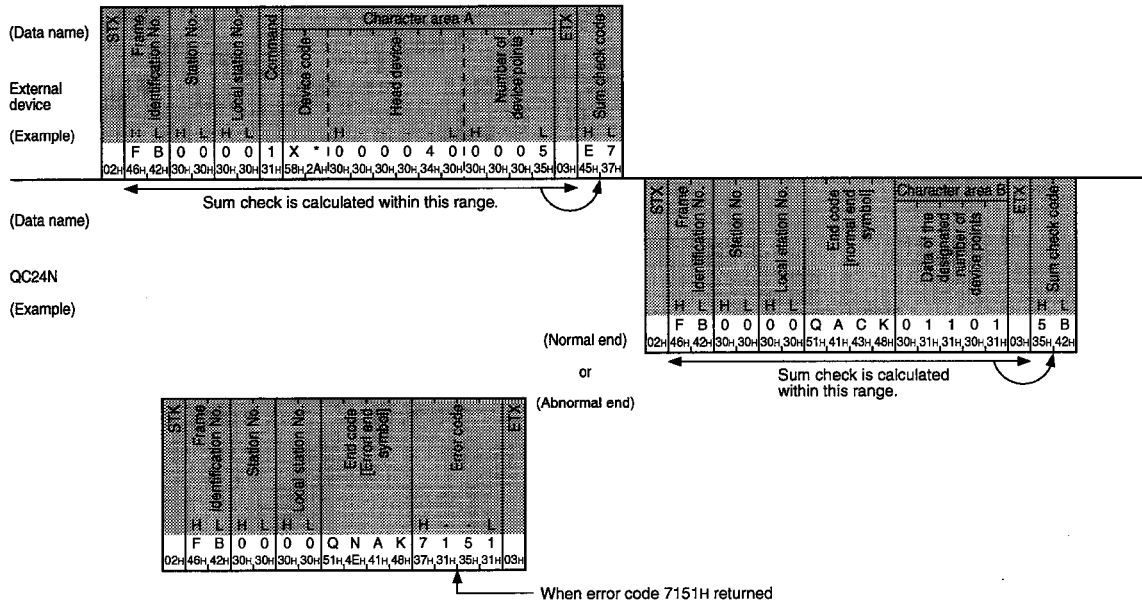 (Data name)
STX
Frame
Identification No.
Station No.
Local station No.
Command
Character area A
Device code
Head device
Number of
device points
ETX
Sum check code
External
device
(Example)
H L H L H L H - - - - L H - - L H L
F B 0 0 0 0 1 X * 0 0 0 0 4 0 0 0 0 5 E 7
02H 46H, 42H 30H, 30H 30H, 30H 31H 58H, 2AH 30H, 30H, 30H, 30H, 34H, 30H 30H, 30H, 30H, 35H 03H 45H, 37H
Sum check is calculated within this range.
(Data name)
STX
Frame
Identification No.
Station No.
Local station No.
End code
[normal end
symbol]
Character area B
Data of the
designated
number of
device points
ETX
Sum check code
QC24N
(Example)
H L H L H L H L
F B 0 0 0 0 Q A C K 0 1 1 0 1 5 B
02H 46H, 42H 30H, 30H 30H, 30H 51H, 41H, 43H, 48H 30H, 31H, 31H, 30H, 31H 03H 35H, 42H
(Normal end)
Sum check is calculated
within this range.
or
(Abnormal end)
STX
Frame
Identification No.
Station No.
Local station No.
End code
[Error end
symbol]
Error code
ETX
H L H L H L H - - L
F B 0 0 0 0 Q N A K 7 1 5 1
02H 46H, 42H 30H, 30H 30H, 30H 51H, 4EH, 41H, 48H 37H, 31H, 35H, 31H 03H
When error code 7151H returned